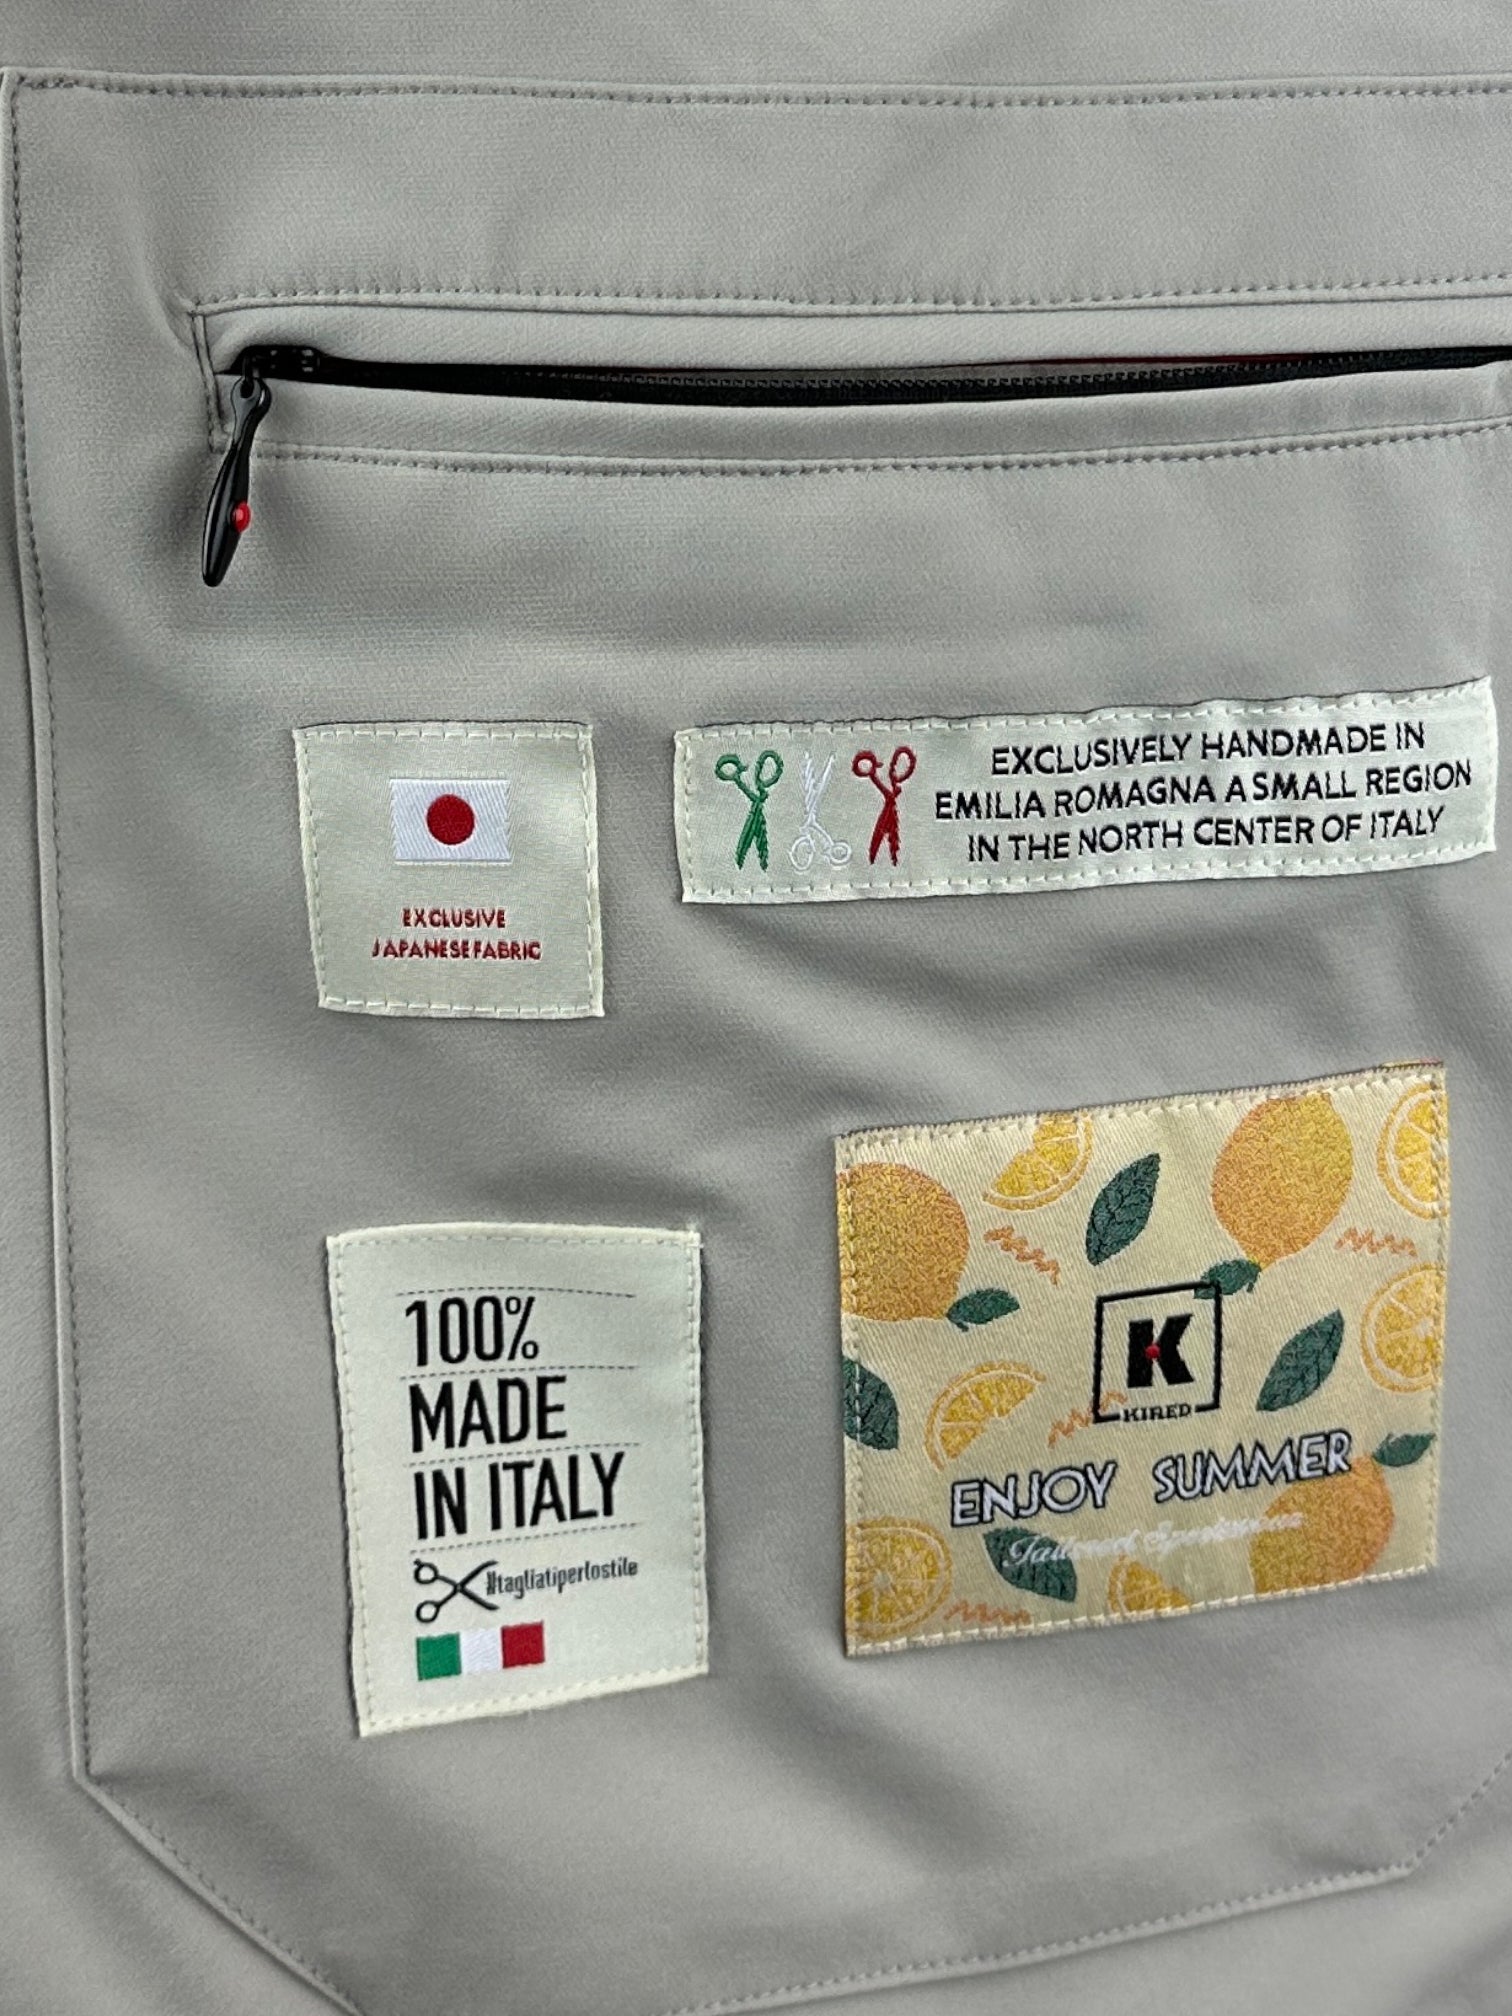 EXCLUSIVELY HANDMADE IN
EMILIA ROMAGNA A SMALL REGION
IN THE NORTH CENTER OF ITALY
EXCLUSIVE
JAPANESE FABRIC
100%
MADE
IN ITALY
#tagliatiperlostile
K
KIRED
ENJOY SUMMER
Tailored